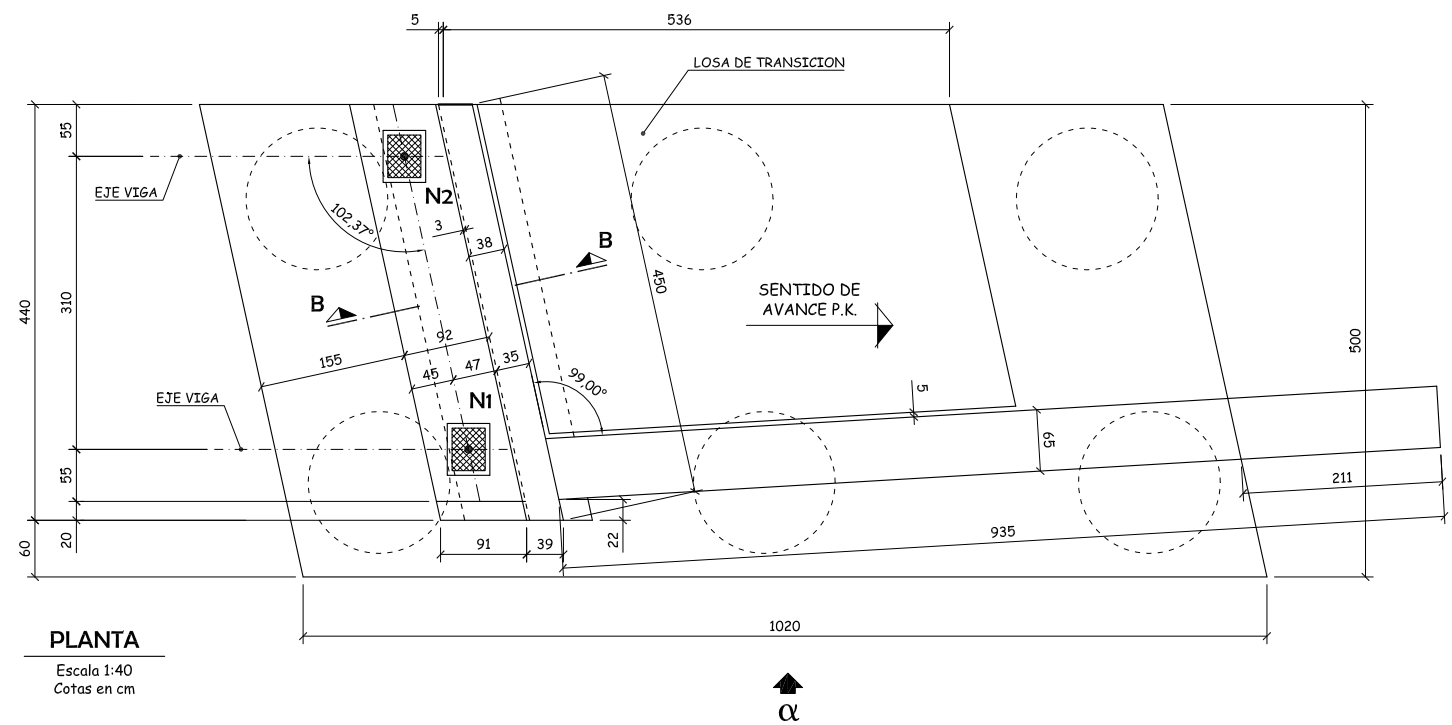 5
536
LOSA DE TRANSICION
55
EJE VIGA
N2
102,37°
3
38
B
450
SENTIDO DE
AVANCE P.K.
440
310
B
92
155
45
47
35
500
EJE VIGA
N1
99,00°
5
65
55
211
60
20
91
39
22
935
1020
PLANTA
Escala 1:40
Cotas en cm
α